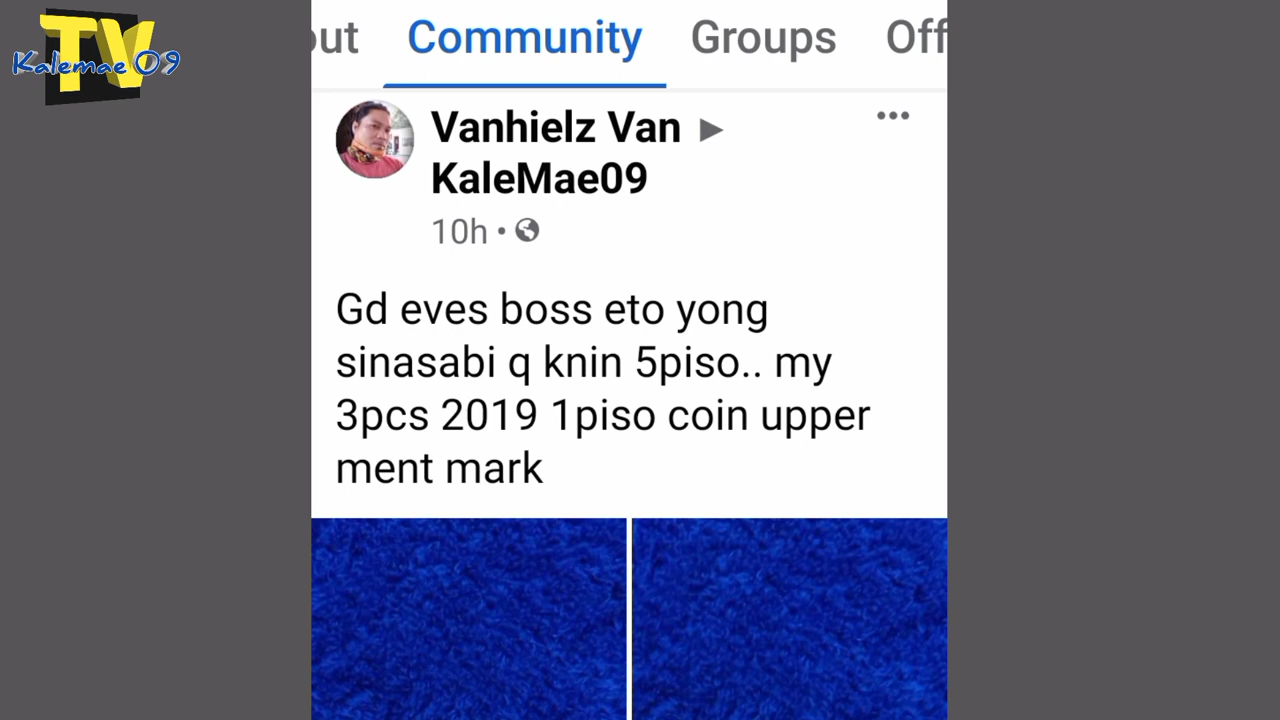 TV
Kalemae 09
out Community Groups Off
Vanhielz Van ▶
KaleMae09
10h •
Gd eves boss eto yong
sinasabi q knin 5piso.. my
3pcs 2019 1piso coin upper
ment mark